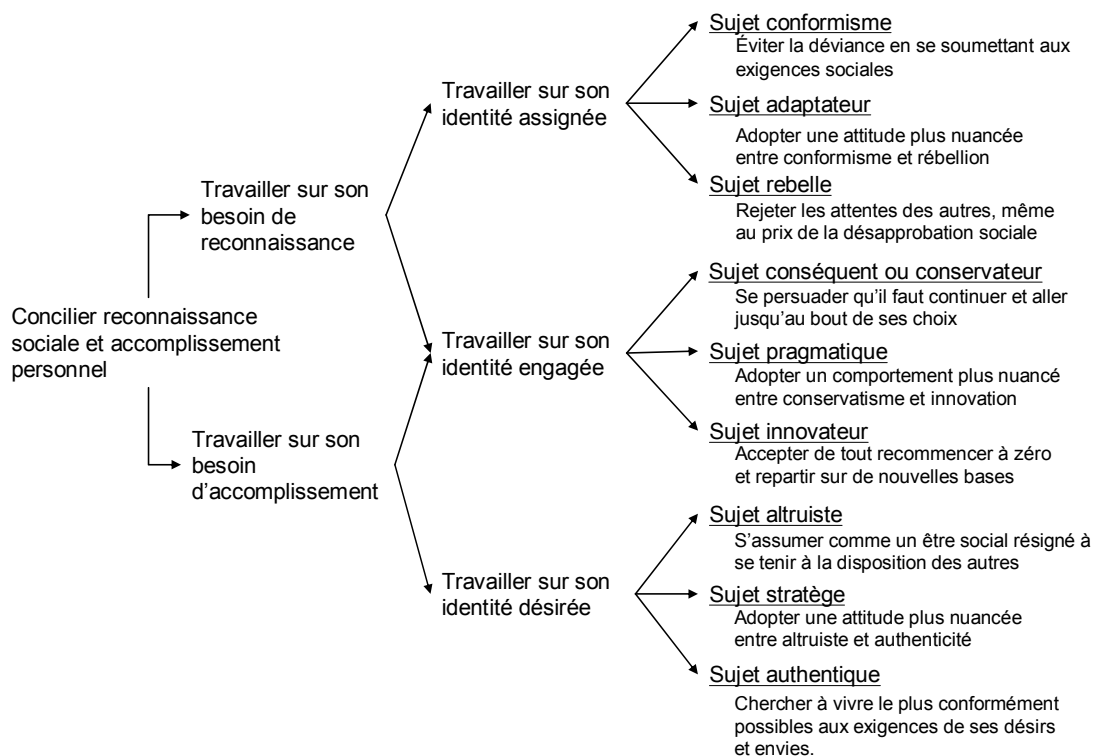 Concilier reconnaissance
sociale et accomplissement
personnel
Travailler sur son
besoin de
reconnaissance
Travailler sur son
besoin
d’accomplissement
Travailler sur son
identité assignée
Travailler sur son
identité engagée
Travailler sur son
identité désirée
Sujet conformisme
Éviter la déviance en se soumettant aux
exigences sociales
Sujet adaptateur
Adopter une attitude plus nuancée
entre conformisme et rébellion
Sujet rebelle
Rejeter les attentes des autres, même
au prix de la désapprobation sociale
Sujet conséquent ou conservateur
Se persuader qu’il faut continuer et aller
jusqu’au bout de ses choix
Sujet pragmatique
Adopter un comportement plus nuancé
entre conservatisme et innovation
Sujet innovateur
Accepter de tout recommencer à zéro
et repartir sur de nouvelles bases
Sujet altruiste
S’assumer comme un être social résigné à
se tenir à la disposition des autres
Sujet stratège
Adopter une attitude plus nuancée
entre altruiste et authenticité
Sujet authentique
Chercher à vivre le plus conformément
possibles aux exigences de ses désirs
et envies.